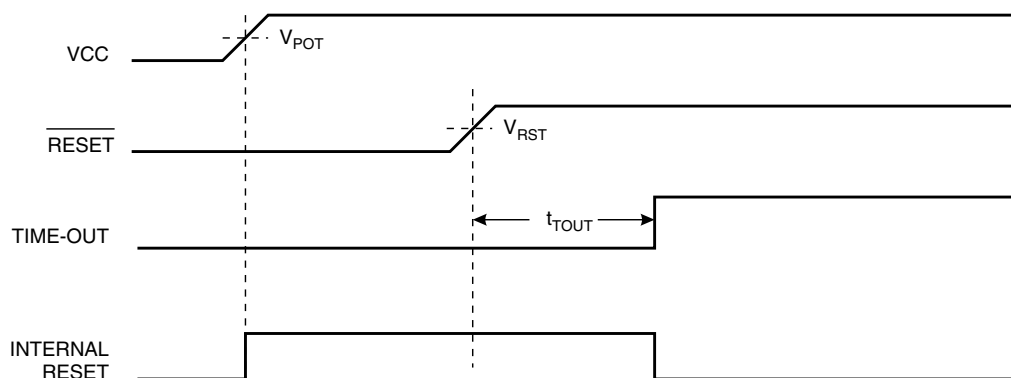 VCC
VPOT
RESET
VRST
TIME-OUT
tTOUT
INTERNAL
RESET